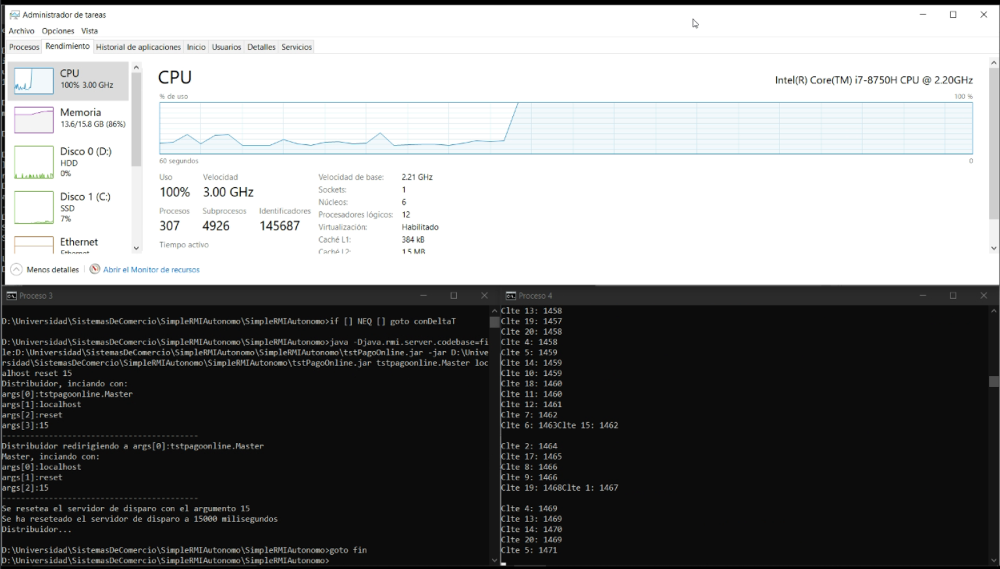 Administrador de tareas
Archivo Opciones Vista
Procesos Rendimiento Historial de aplicaciones Inicio Usuarios Detalles Servicios
CPU
100% 3.00 GHz
Memoria
13.6/15.8 GB (86%)
Disco 0 (D:)
HDD
0%
Disco 1 (C:)
SSD
7%
Ethernet
Ethernet
CPU
Intel(R) Core(TM) i7-8750H CPU @ 2.20GHz
% de uso
100 %
60 segundos
0
Uso Velocidad
100% 3.00 GHz
Procesos Subprocesos Identificadores
307 4926 145687
Tiempo activo
Velocidad de base: 2.21 GHz
Sockets: 1
Núcleos: 6
Procesadores lógicos: 12
Virtualización: Habilitado
Caché L1: 384 kB
Caché L2: 1.5 MB
Menos detalles
Abrir el Monitor de recursos
Proceso 3
D:\Universidad\SistemasDeComercio\SimpleRMIAutonomo\SimpleRMIAutonomo>if [] NEQ [] goto conDeltaT
D:\Universidad\SistemasDeComercio\SimpleRMIAutonomo\SimpleRMIAutonomo>java -Djava.rmi.server.codebase=fi
le:D:\Universidad\SistemasDeComercio\SimpleRMIAutonomo\SimpleRMIAutonomo\tstPagoOnline.jar -jar D:\Unive
rsidad\SistemasDeComercio\SimpleRMIAutonomo\SimpleRMIAutonomo\tstPagoOnline.jar tstpagoonline.Master loc
alhost reset 15
Distribuidor, inciando con:
args[0]:tstpagoonline.Master
args[1]:localhost
args[2]:reset
args[3]:15
----------------------------------------
Distribuidor redirigiendo a args[0]:tstpagoonline.Master
Master, inciando con:
args[0]:localhost
args[1]:reset
args[2]:15
----------------------------------------
Se resetea el servidor de disparo con el argumento 15
Se ha reseteado el servidor de disparo a 15000 milisegundos
Distribuidor...
D:\Universidad\SistemasDeComercio\SimpleRMIAutonomo\SimpleRMIAutonomo>goto fin
D:\Universidad\SistemasDeComercio\SimpleRMIAutonomo\SimpleRMIAutonomo>
Proceso 4
Clte 13: 1458
Clte 19: 1457
Clte 20: 1458
Clte 4: 1458
Clte 5: 1459
Clte 14: 1459
Clte 10: 1459
Clte 18: 1460
Clte 11: 1460
Clte 12: 1461
Clte 7: 1462
Clte 6: 1463Clte 15: 1462
Clte 2: 1464
Clte 17: 1465
Clte 8: 1466
Clte 9: 1466
Clte 19: 1468Clte 1: 1467
Clte 4: 1469
Clte 13: 1469
Clte 14: 1470
Clte 20: 1469
Clte 5: 1471